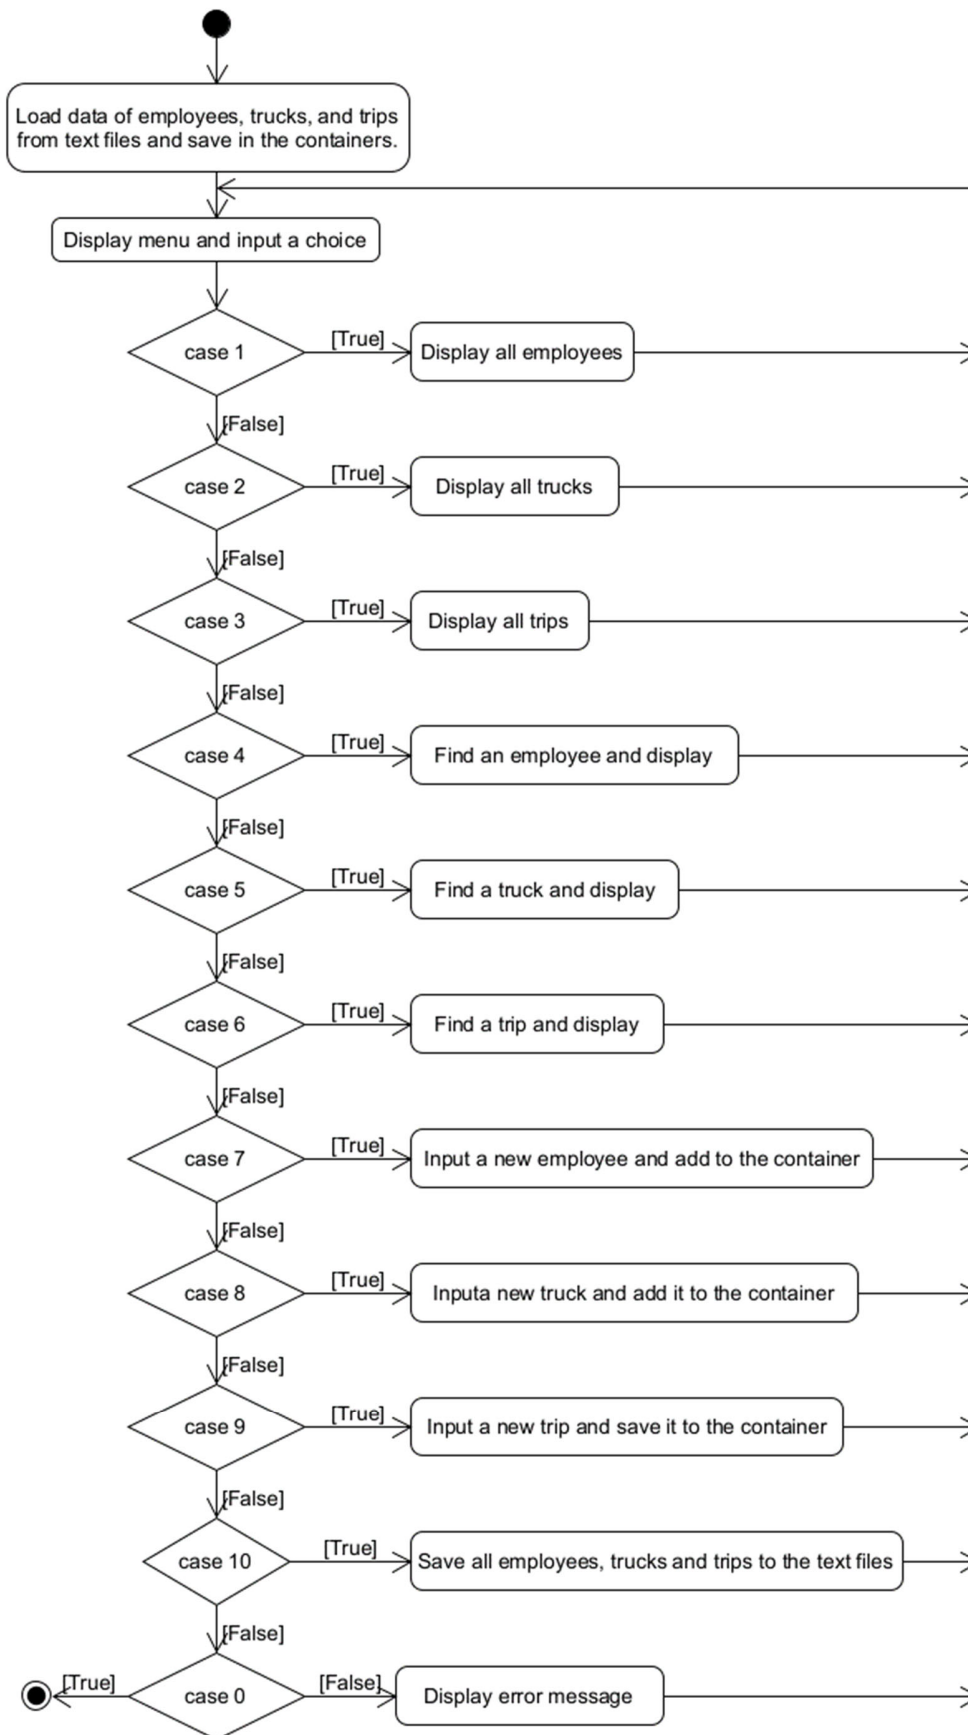 Load data of employees, trucks, and trips
from text files and save in the containers.
Display menu and input a choice
case 1
[True]
Display all employees
[False]
case 2
[True]
Display all trucks
[False]
case 3
[True]
Display all trips
[False]
case 4
[True]
Find an employee and display
[False]
case 5
[True]
Find a truck and display
[False]
case 6
[True]
Find a trip and display
[False]
case 7
[True]
Input a new employee and add to the container
[False]
case 8
[True]
Inputa new truck and add it to the container
[False]
case 9
[True]
Input a new trip and save it to the container
[False]
case 10
[True]
Save all employees, trucks and trips to the text files
[False]
[True]
case 0
[False]
Display error message